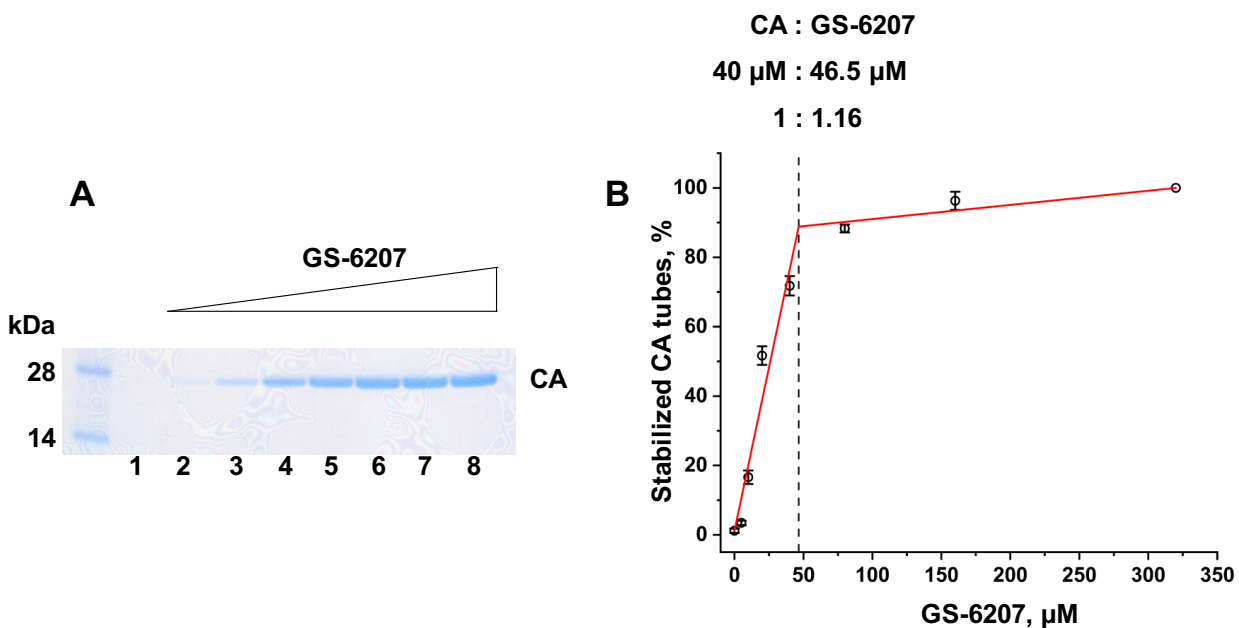 CA : GS-6207
40 µM : 46.5 µM
1 : 1.16
A
GS-6207
kDa
28
14
CA
1 2 3 4 5 6 7 8
B
Stabilized CA tubes, %
100
80
60
40
20
0
0 50 100 150 200 250 300 350
GS-6207, µM